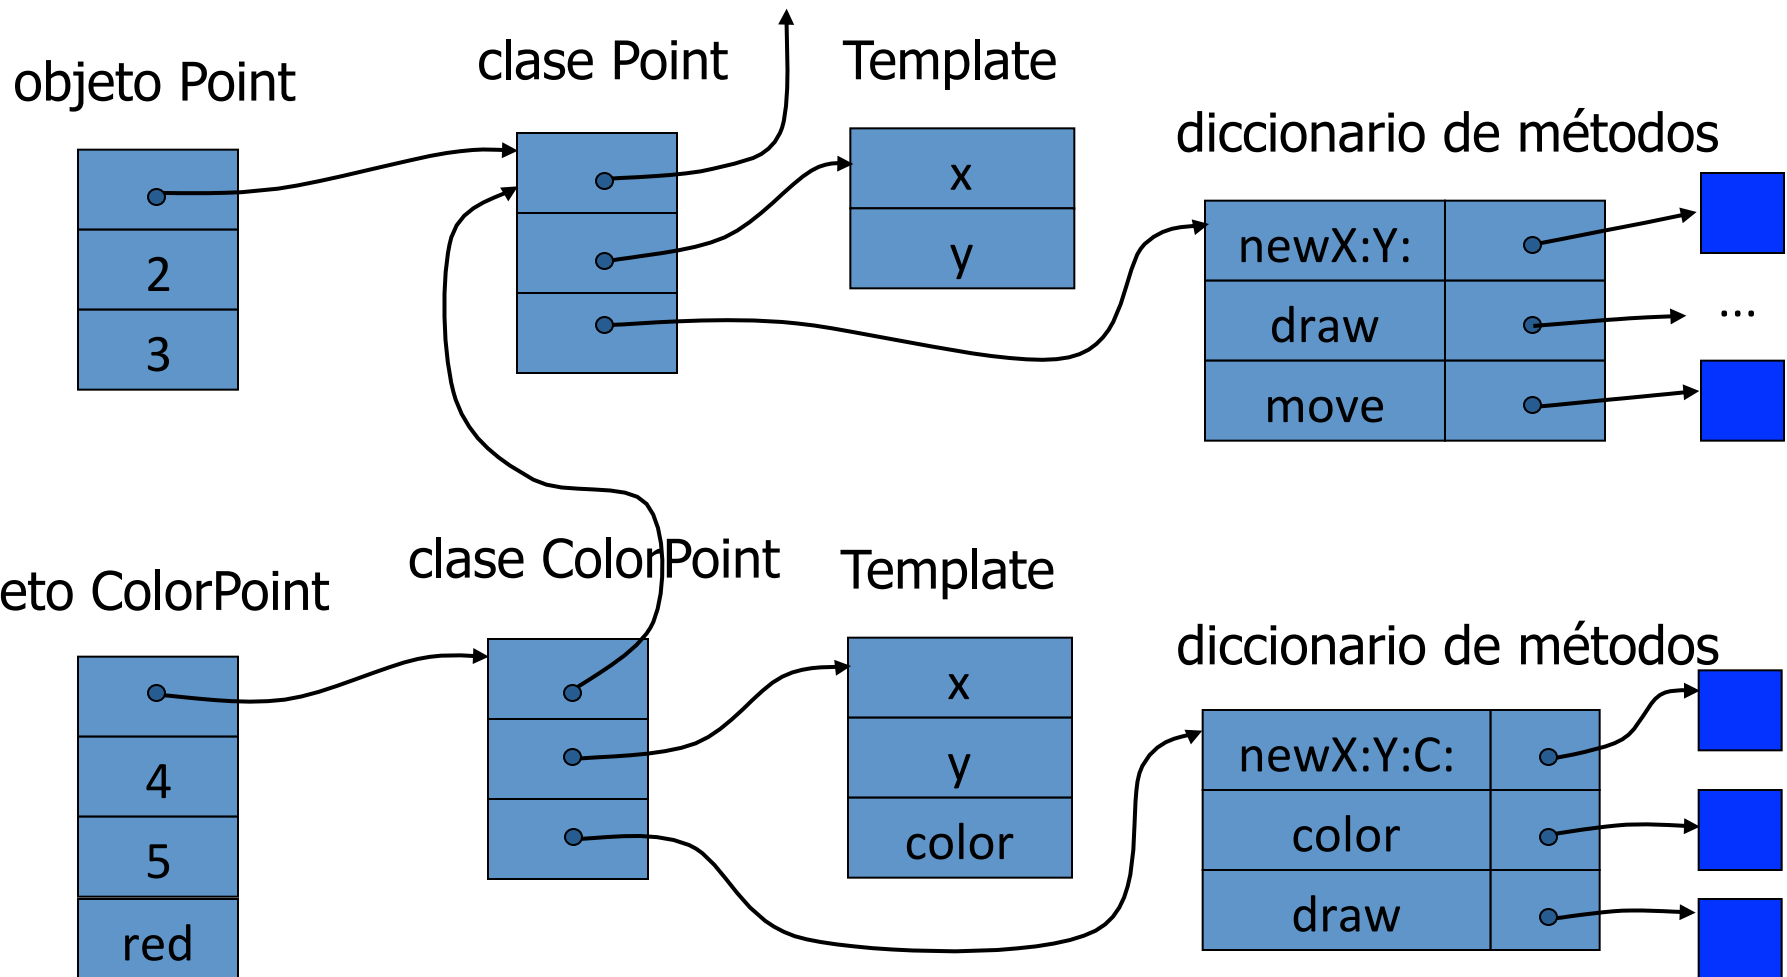 objeto Point
clase Point
Template
diccionario de métodos
2
3
x
y
newX:Y:
draw
move
...
eto ColorPoint
clase ColorPoint
Template
diccionario de métodos
4
5
red
x
y
color
newX:Y:C:
color
draw